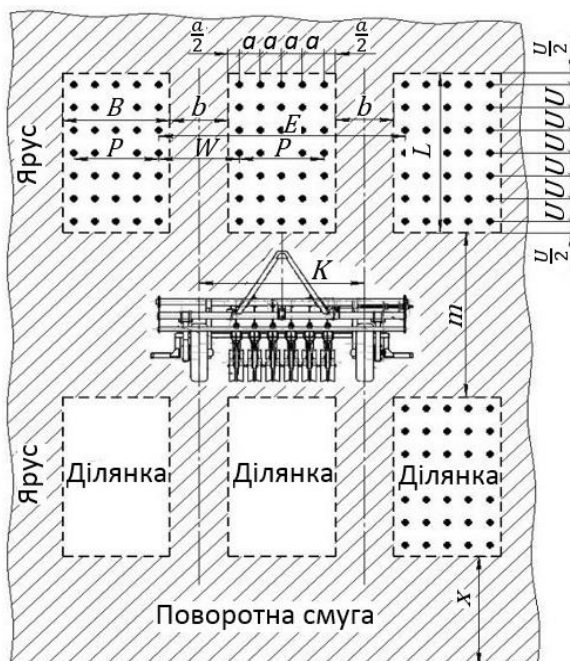 a/2 a a a a a/2
U/2
U
U
U
U
U
U
U/2
B b b
E
P W P
L
Ярус
K
m
Ярус
Ділянка Ділянка Ділянка
x
Поворотна смуга